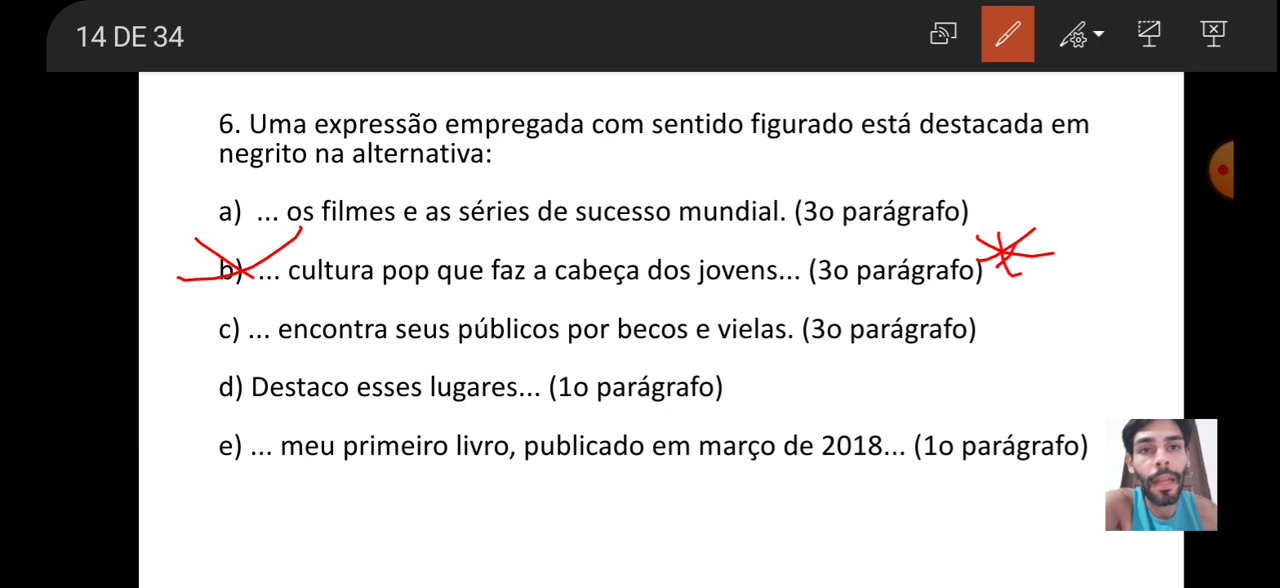 14 DE 34
6. Uma expressão empregada com sentido figurado está destacada em
negrito na alternativa:
a) ... os filmes e as séries de sucesso mundial. (3o parágrafo)
b) ... cultura pop que faz a cabeça dos jovens... (3o parágrafo)
c) ... encontra seus públicos por becos e vielas. (3o parágrafo)
d) Destaco esses lugares... (1o parágrafo)
e) ... meu primeiro livro, publicado em março de 2018... (1o parágrafo)